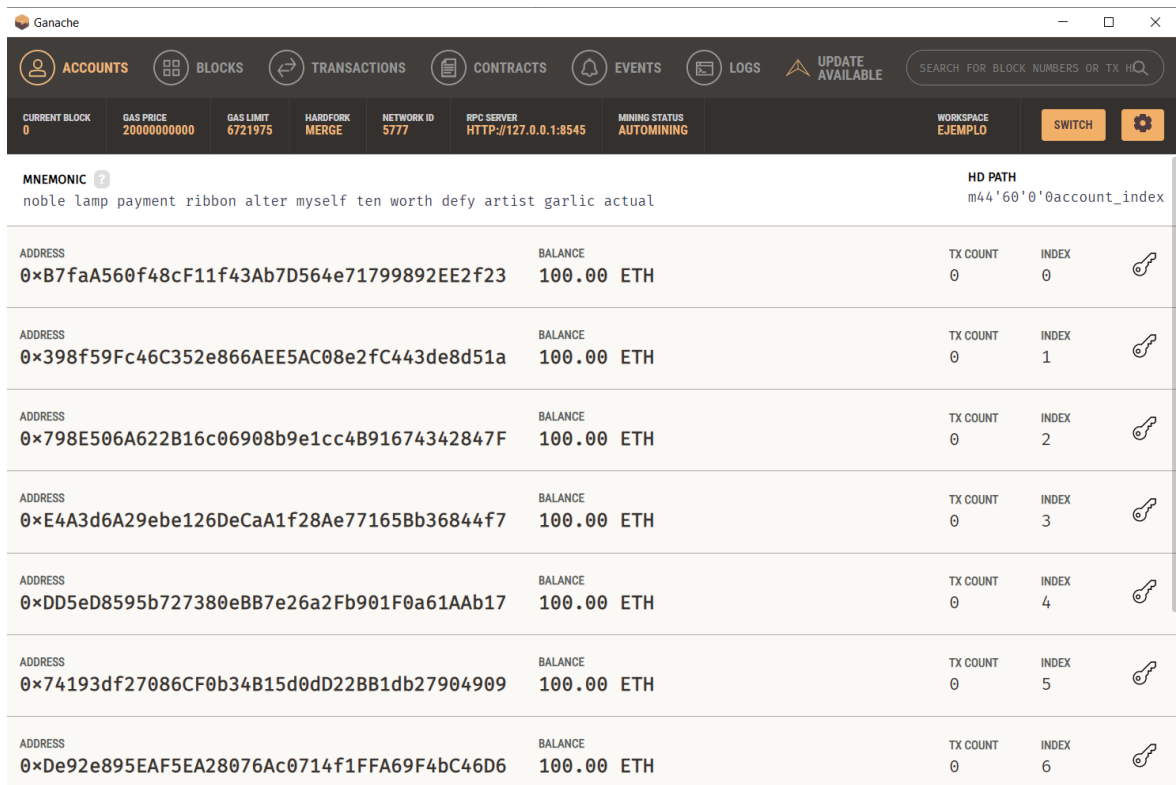 Ganache
ACCOUNTS BLOCKS TRANSACTIONS CONTRACTS EVENTS LOGS UPDATE AVAILABLE SEARCH FOR BLOCK NUMBERS OR TX H
CURRENT BLOCK GAS PRICE GAS LIMIT HARDFORK NETWORK ID RPC SERVER MINING STATUS WORKSPACE
0 20000000000 6721975 MERGE 5777 HTTP://127.0.0.1:8545 AUTOMINING EJEMPLO SWITCH
MNEMONIC ? HD PATH
noble lamp payment ribbon alter myself ten worth defy artist garlic actual m44'60'0'0account_index
ADDRESS BALANCE TX COUNT INDEX
0×B7faA560f48cF11f43Ab7D564e71799892EE2f23 100.00 ETH 0 0
ADDRESS BALANCE TX COUNT INDEX
0×398f59Fc46C352e866AEE5AC08e2fC443de8d51a 100.00 ETH 0 1
ADDRESS BALANCE TX COUNT INDEX
0×798E506A622B16c06908b9e1cc4B91674342847F 100.00 ETH 0 2
ADDRESS BALANCE TX COUNT INDEX
0×E4A3d6A29ebe126DeCaA1f28Ae77165Bb36844f7 100.00 ETH 0 3
ADDRESS BALANCE TX COUNT INDEX
0×DD5eD8595b727380eBB7e26a2Fb901F0a61AAb17 100.00 ETH 0 4
ADDRESS BALANCE TX COUNT INDEX
0×74193df27086CF0b34B15d0dD22BB1db27904909 100.00 ETH 0 5
ADDRESS BALANCE TX COUNT INDEX
0×De92e895EAF5EA28076Ac0714f1FFA69F4bC46D6 100.00 ETH 0 6